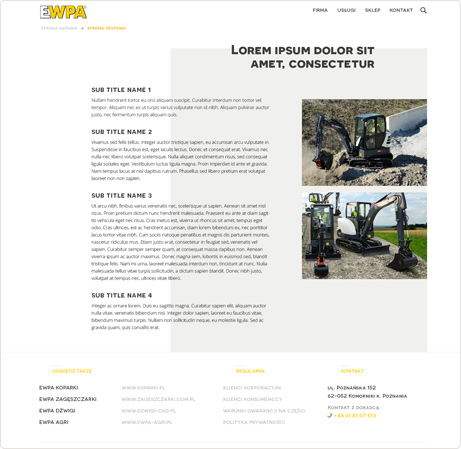 EWPA
FIRMA USŁUGI SKLEP KONTAKT
STRONA GŁÓWNA STRONA TREŚCIWA
Lorem ipsum dolor sit
amet, consectetur
SUB TITLE NAME 1
Nullam hendrerit tortor eu orci aliquam suscipit. Curabitur interdum non tortor vel
tempor. Aliquam nec ex ut turpis vulputate non id nibh. Aliquam pulvinar auctor
justo, nec fermentum turpis aliquam quis.
SUB TITLE NAME 2
Vivamus sed felis tellus. Integer auctor tristique sapien, eu accumsan arcu vulputate in.
Suspendisse in faucibus est, eget iaculis lectus. Donec et consequat erat. Vivamus nec
nulla nec libero volutpat scelerisque. Nulla aliquet condimentum risus, sed consequat
ligula sodales eget. Vestibulum luctus ligula magna. Proin imperdiet id ante et gravida.
Nam tempus lacus at nisl dapibus rutrum. Phasellus sed libero eget erat volutpat
laoreet non non sapien.
SUB TITLE NAME 3
Ut arcu nibh, finibus varius venenatis nec, scelerisque ut sapien. Aenean sit amet nisl
risus. Proin pretium dictum nunc hendrerit malesuada. Praesent eu ante at diam sagit-
tis vehicula eget nec risus. Cras metus est, viverra ut rhoncus sit amet, tempus eget
odio. Cras ultrices, est ac hendrerit accumsan, diam lorem bibendum ex, nec porttitor
lacus tortor vitae nibh. Cum sociis natoque penatibus et magnis dis parturient montes,
nascetur ridiculus mus. Etiam justo erat, consectetur in feugiat sed, venenatis vel
sapien. Curabitur semper semper quam, at consequat massa dapibus non. Aenean
viverra ipsum ac auctor maximus. Donec magna sem, lobortis in euismod sed, blandit
tristique felis. Nam mi urna, laoreet malesuada interdum non, tincidunt at nunc. Nulla
malesuada tellus vitae turpis sollicitudin, a dictum sapien blandit. Donec nibh justo,
volutpat at tempus nec, ultrices vitae libero.
SUB TITLE NAME 4
Integer ac ornare lorem. Duis eu sagittis magna. Curabitur sapien elit, aliquam auctor
nulla vitae, venenatis bibendum nisi. Integer dolor sapien, laoreet eu faucibus vitae,
bibendum maximus turpis. Nullam non sollicitudin neque, eu molestie ligula. Sed ac
gravida quam, quis convallis erat.
ODWIEDŹ TAKŻE REGULAMIN KONTAKT
EWPA KOPARKI WWW.KOPARKI.PL KLIENCI KORPORACYJNI ul. Poznańska 152
EWPA ZAGĘSZCZARKI WWW.ZAGESZCZARKI.COM.PL KLIENCI KONSUMENCCY 62-052 Komorniki k. Poznania
EWPA DŹWIGI WWW.DZWIGI-CKD.PL WARUNKI GWARANCJI NA CZĘŚCI Kontakt z doradcą
EWPA AGRI WWW.EWPA-AGRI.PL POLITYKA PRYWATNOŚCI +48 61 81 07 513